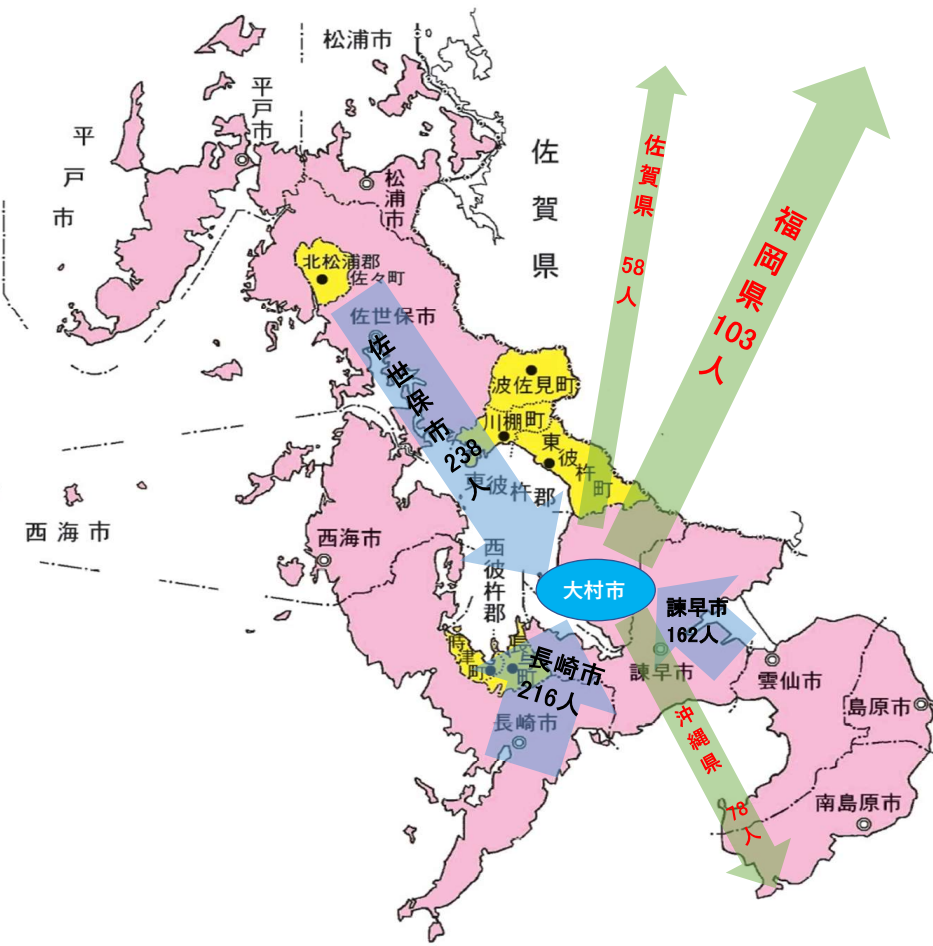 松浦市
平戸市
平戸市
松浦市
佐賀県
北松浦郡
佐々町
佐世保市
佐世保市
238人
波佐見町
川棚町
東彼杵町
東彼杵郡
佐賀県
58人
福岡県
103人
西海市
西海市
西彼杵郡
大村市
諫早市
162人
諫早市
時津町
長与町
長崎市
216人
長崎市
雲仙市
島原市
南島原市
沖縄県
78人